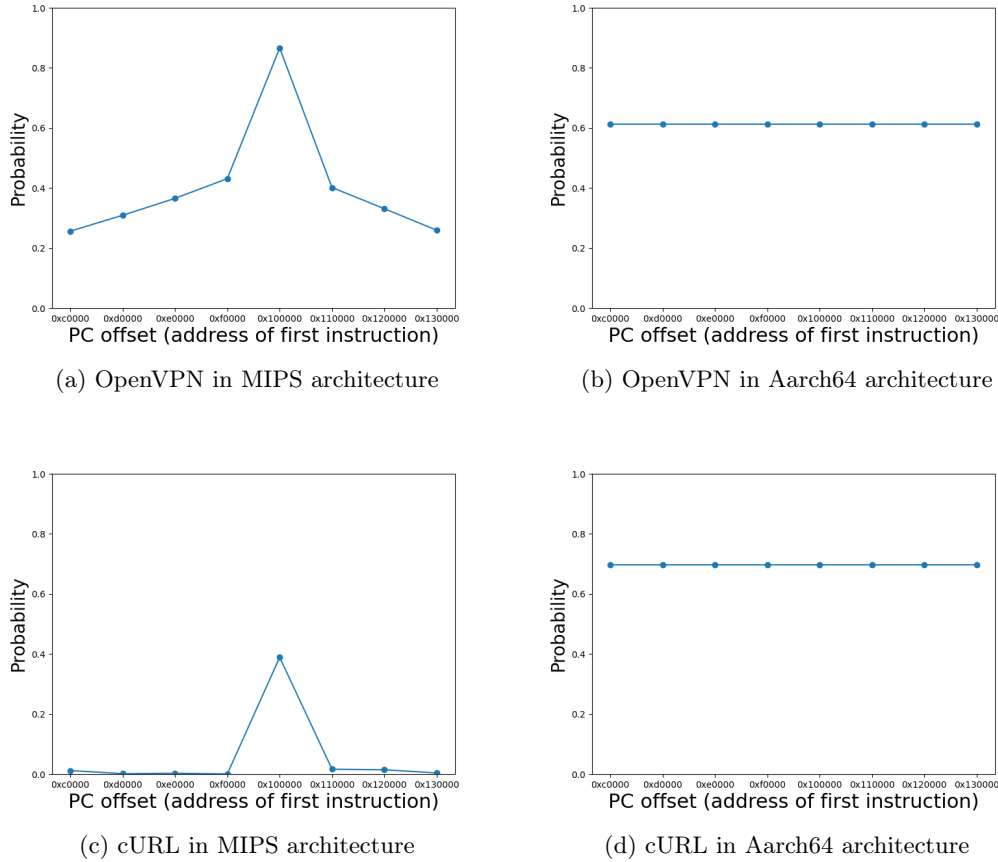 1.0
0.8
0.6
0.4
0.2
0.0
Probability
0xc0000 0xd0000 0xe0000 0xf0000 0x100000 0x110000 0x120000 0x130000
PC offset (address of first instruction)
(a) OpenVPN in MIPS architecture
1.0
0.8
0.6
0.4
0.2
0.0
Probability
0xc0000 0xd0000 0xe0000 0xf0000 0x100000 0x110000 0x120000 0x130000
PC offset (address of first instruction)
(b) OpenVPN in Aarch64 architecture
1.0
0.8
0.6
0.4
0.2
0.0
Probability
0xc0000 0xd0000 0xe0000 0xf0000 0x100000 0x110000 0x120000 0x130000
PC offset (address of first instruction)
(c) cURL in MIPS architecture
1.0
0.8
0.6
0.4
0.2
0.0
Probability
0xc0000 0xd0000 0xe0000 0xf0000 0x100000 0x110000 0x120000 0x130000
PC offset (address of first instruction)
(d) cURL in Aarch64 architecture